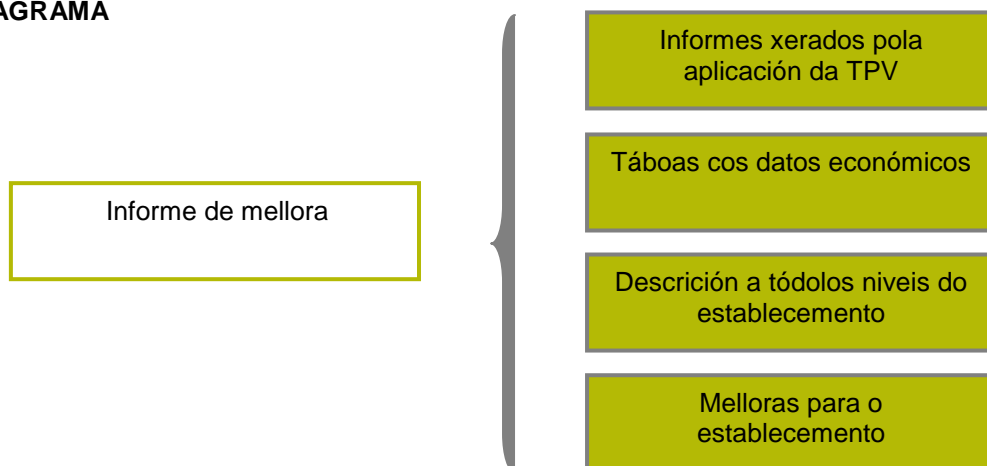 AGRAMA
Informes xerados pola
aplicación da TPV
Táboas cos datos económicos
Informe de mellora
Descrición a tódolos niveis do
establecemento
Melloras para o
establecemento